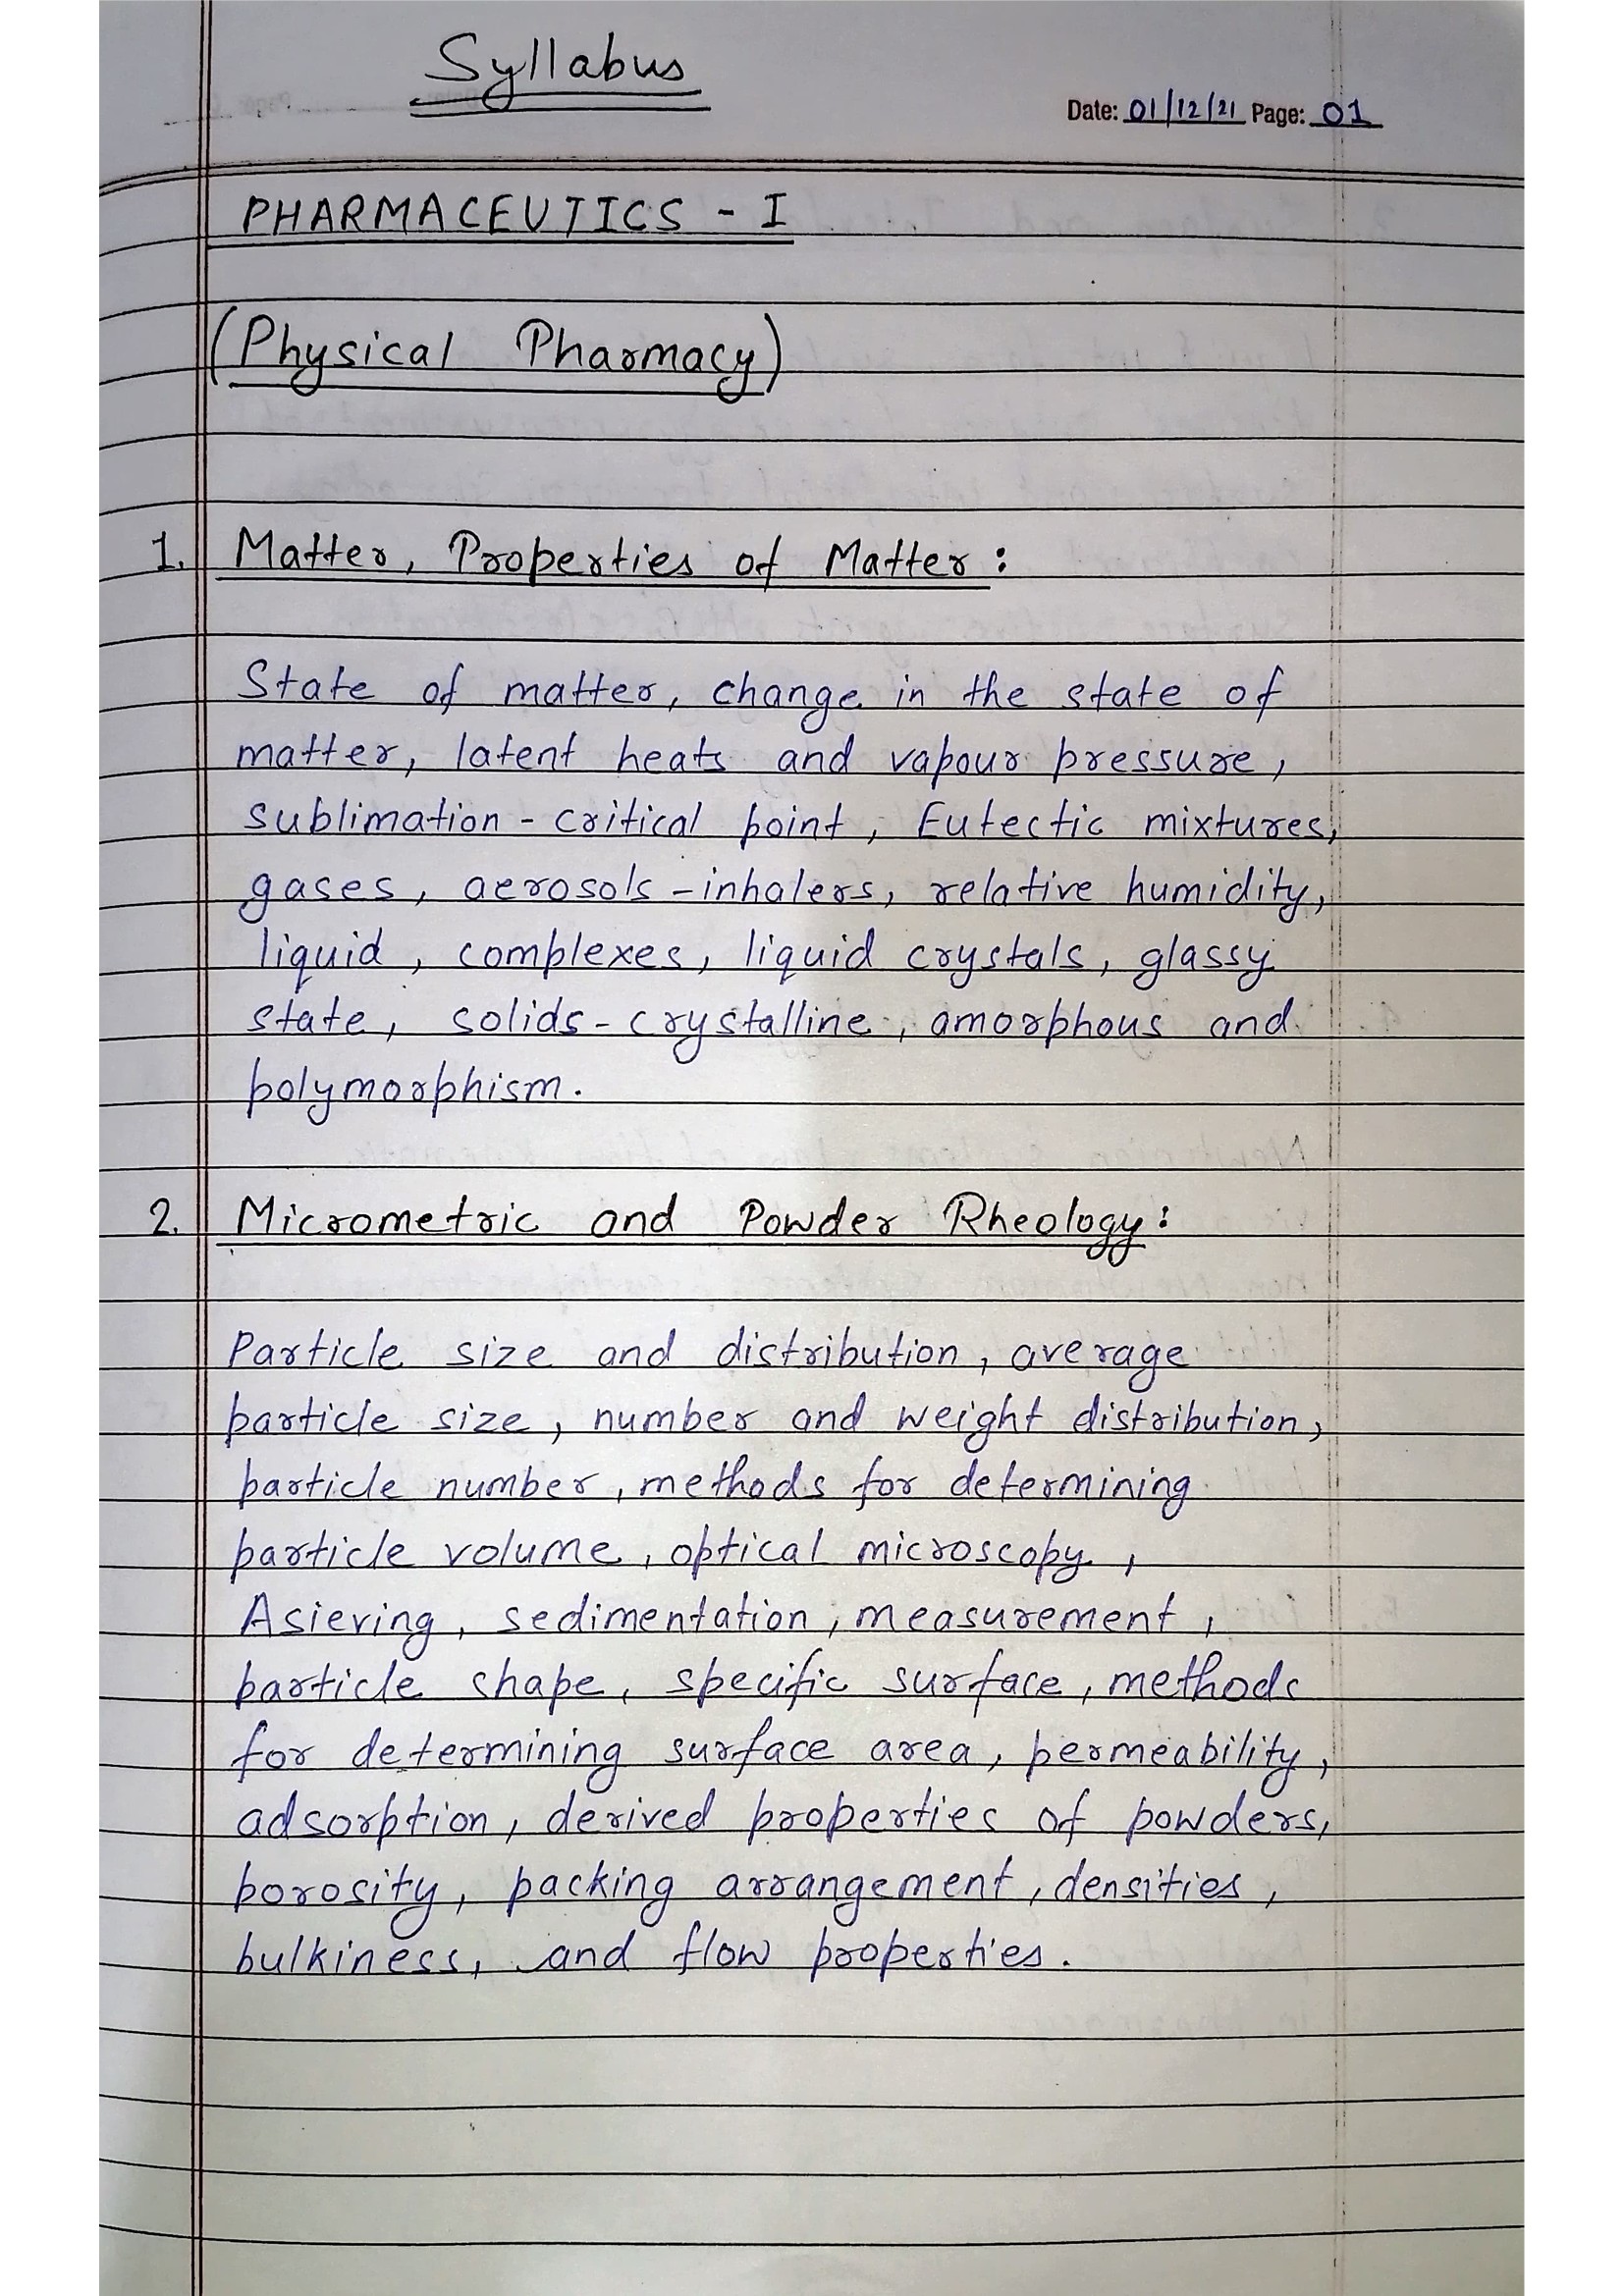 Syllabus
Date: 01/12/21 Page: 01
PHARMACEUTICS - I
(Physical Pharmacy)
1. Matter, Properties of Matter :
State of matter, change in the state of
matter, latent heats and vapour pressure,
sublimation - critical point, Eutectic mixtures,
gases, aerosols - inhalers, relative humidity,
liquid, complexes, liquid crystals, glassy
state, solids - crystalline, amorphous and
polymorphism.
2. Micrometric and Powder Rheology :
Particle size and distribution, average
particle size, number and weight distribution,
particle number, methods for determining
particle volume, optical microscopy,
Asieving, sedimentation, measurement,
particle shape, specific surface, methods
for determining surface area, permeability,
adsorption, derived properties of powders,
porosity, packing arrangement, densities,
bulkiness, and flow properties.